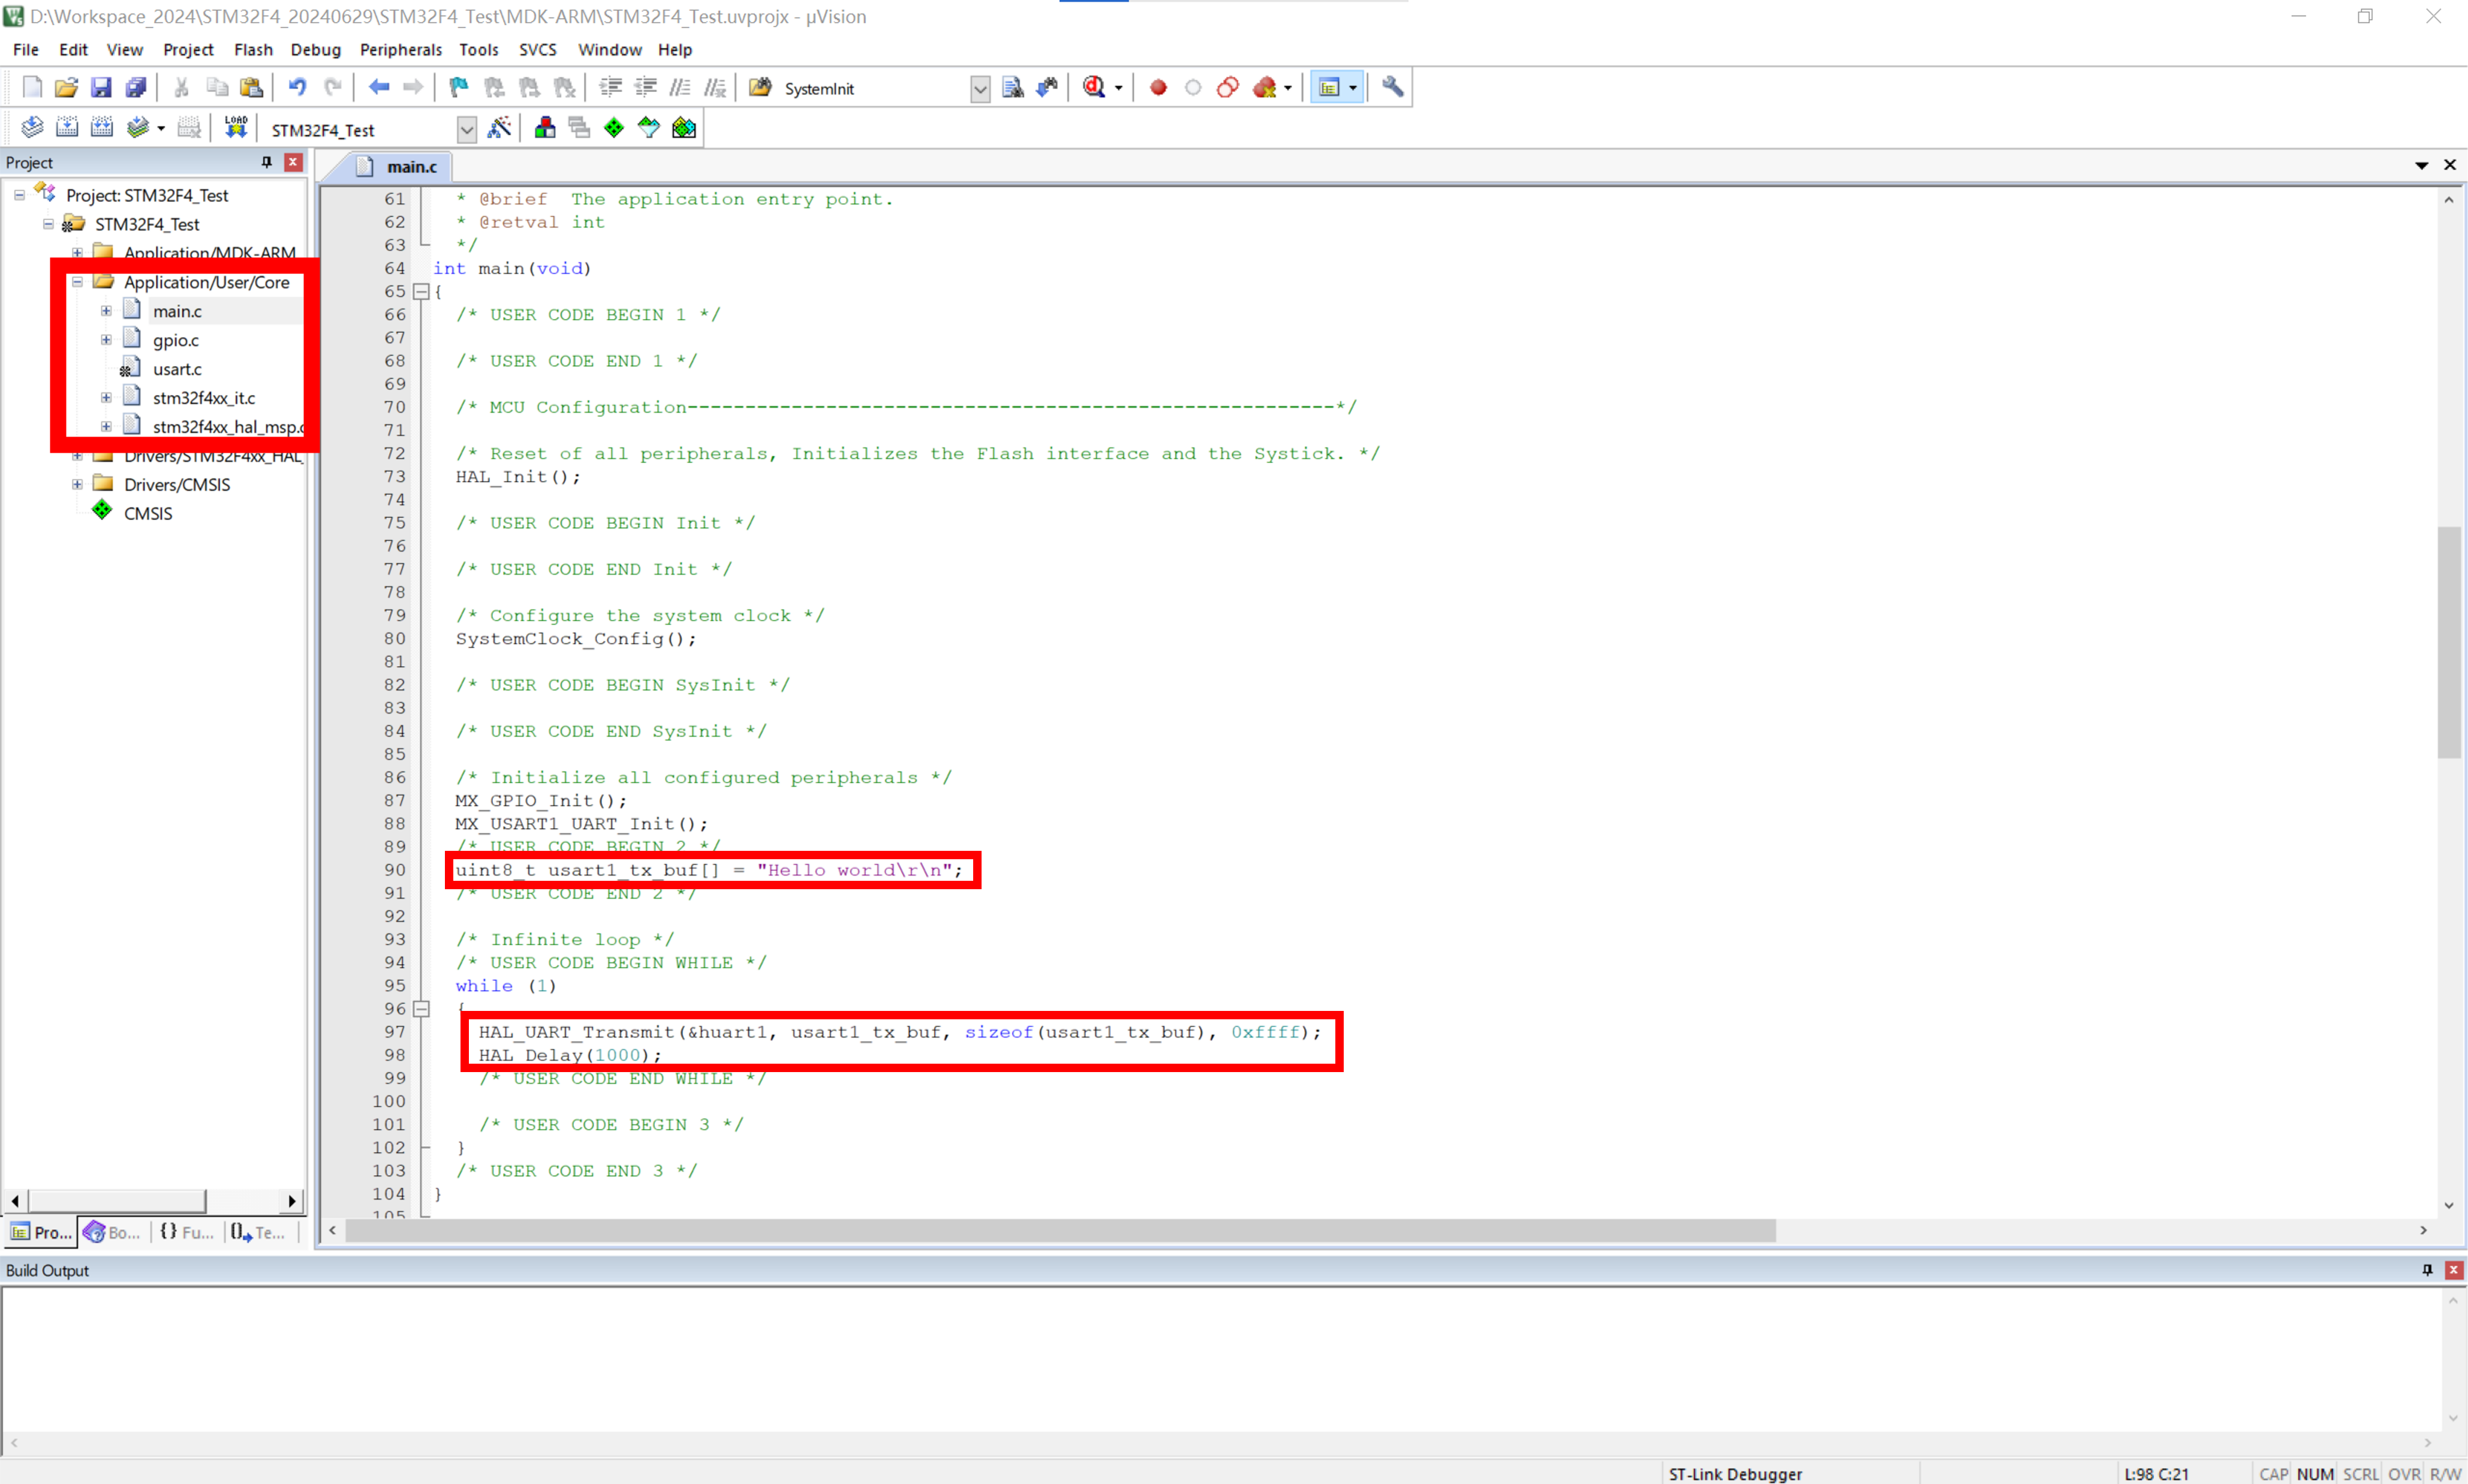 D:\Workspace_2024\STM32F4_20240629\STM32F4_Test\MDK-ARM\STM32F4_Test.uvprojx - µVision
File Edit View Project Flash Debug Peripherals Tools SVCS Window Help
SystemInit
LOAD STM32F4_Test
Project
main.c
Project: STM32F4_Test
STM32F4_Test
Application/MDK-ARM
Application/User/Core
main.c
gpio.c
usart.c
stm32f4xx_it.c
stm32f4xx_hal_msp.c
Drivers/STM32F4xx_HAL_
Drivers/CMSIS
CMSIS
Pro... Bo... {} Fu... Te...
61 * @brief The application entry point.
62 * @retval int
63 */
64 int main(void)
65 {
66 /* USER CODE BEGIN 1 */
67
68 /* USER CODE END 1 */
69
70 /* MCU Configuration--------------------------------------------------------*/
71
72 /* Reset of all peripherals, Initializes the Flash interface and the Systick. */
73 HAL_Init();
74
75 /* USER CODE BEGIN Init */
76
77 /* USER CODE END Init */
78
79 /* Configure the system clock */
80 SystemClock_Config();
81
82 /* USER CODE BEGIN SysInit */
83
84 /* USER CODE END SysInit */
85
86 /* Initialize all configured peripherals */
87 MX_GPIO_Init();
88 MX_USART1_UART_Init();
89 /* USER CODE BEGIN 2 */
90 uint8_t usart1_tx_buf[] = "Hello world\r\n";
91 /* USER CODE END 2 */
92
93 /* Infinite loop */
94 /* USER CODE BEGIN WHILE */
95 while (1)
96 {
97 HAL_UART_Transmit(&huart1, usart1_tx_buf, sizeof(usart1_tx_buf), 0xffff);
98 HAL_Delay(1000);
99 /* USER CODE END WHILE */
100
101 /* USER CODE BEGIN 3 */
102 }
103 /* USER CODE END 3 */
104 }
105
Build Output
ST-Link Debugger L:98 C:21 CAP NUM SCRL OVR R/W